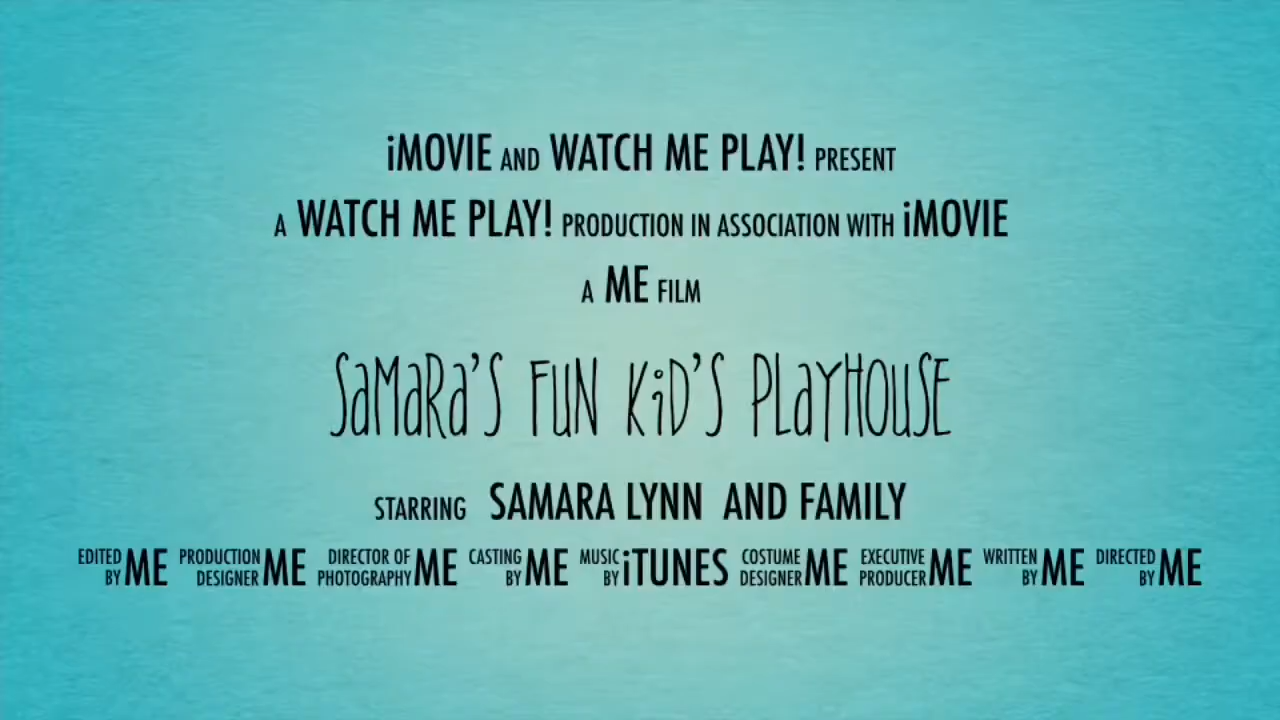 iMOVIE AND WATCH ME PLAY! PRESENT
A WATCH ME PLAY! PRODUCTION IN ASSOCIATION WITH iMOVIE
A ME FILM
SaMaRa'S FUN KiD'S PLaYHOUSE
STARRING SAMARA LYNN AND FAMILY
EDITED BY ME PRODUCTION DESIGNER ME DIRECTOR OF PHOTOGRAPHY ME CASTING BY ME MUSIC BY iTUNES COSTUME DESIGNER ME EXECUTIVE PRODUCER ME WRITTEN BY ME DIRECTED BY ME